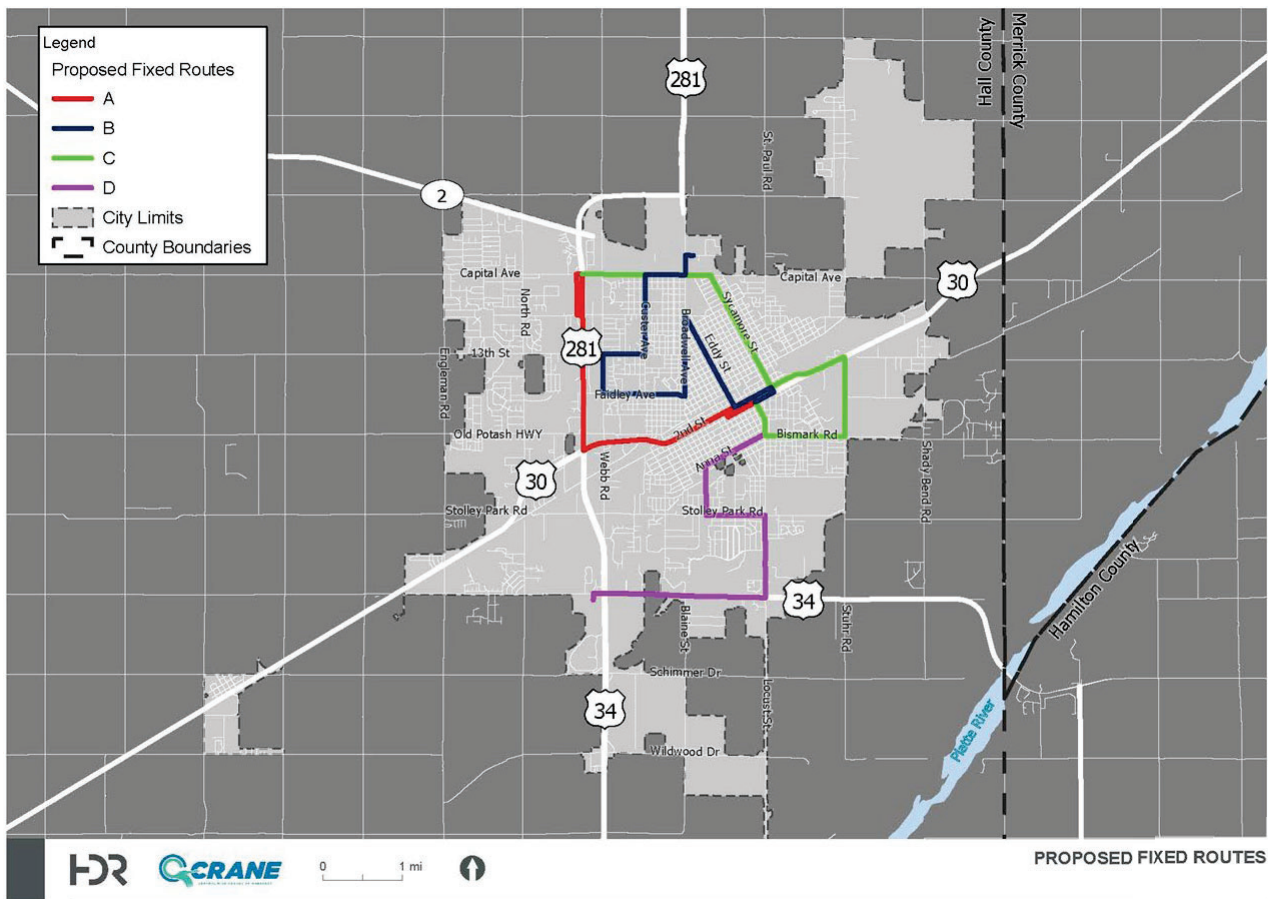 Legend
Proposed Fixed Routes
A
B
C
D
City Limits
County Boundaries
281
Hall County
Merrick County
St. Paul Rd
2
Capital Ave
Capital Ave
30
North Rd
Custer Ave
Broadwell Ave
Sycamore St
Eddy St
281
13th St
Engleman Rd
Faidley Ave
2nd St
Old Potash HWY
Bismark Rd
Anna St
Webb Rd
30
Shady Bend Rd
Stolley Park Rd
Stolley Park Rd
Hamilton County
34
Blaine St
Stuhr Rd
Schimmer Dr
Locust St
34
Platte River
Wildwood Dr
HDR
CRANE
0
1 mi
PROPOSED FIXED ROUTES